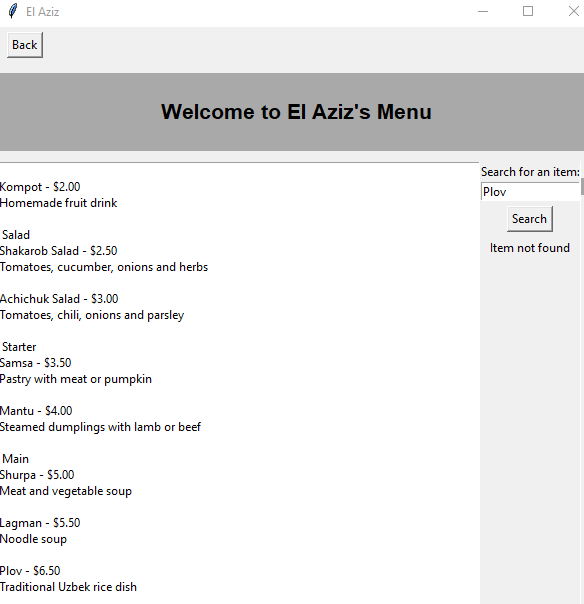 El Aziz
Back
Welcome to El Aziz's Menu
Kompot - $2.00
Homemade fruit drink
Salad
Shakarob Salad - $2.50
Tomatoes, cucumber, onions and herbs
Achichuk Salad - $3.00
Tomatoes, chili, onions and parsley
Starter
Samsa - $3.50
Pastry with meat or pumpkin
Mantu - $4.00
Steamed dumplings with lamb or beef
Main
Shurpa - $5.00
Meat and vegetable soup
Lagman - $5.50
Noodle soup
Plov - $6.50
Traditional Uzbek rice dish
Search for an item:
Plov
Search
Item not found